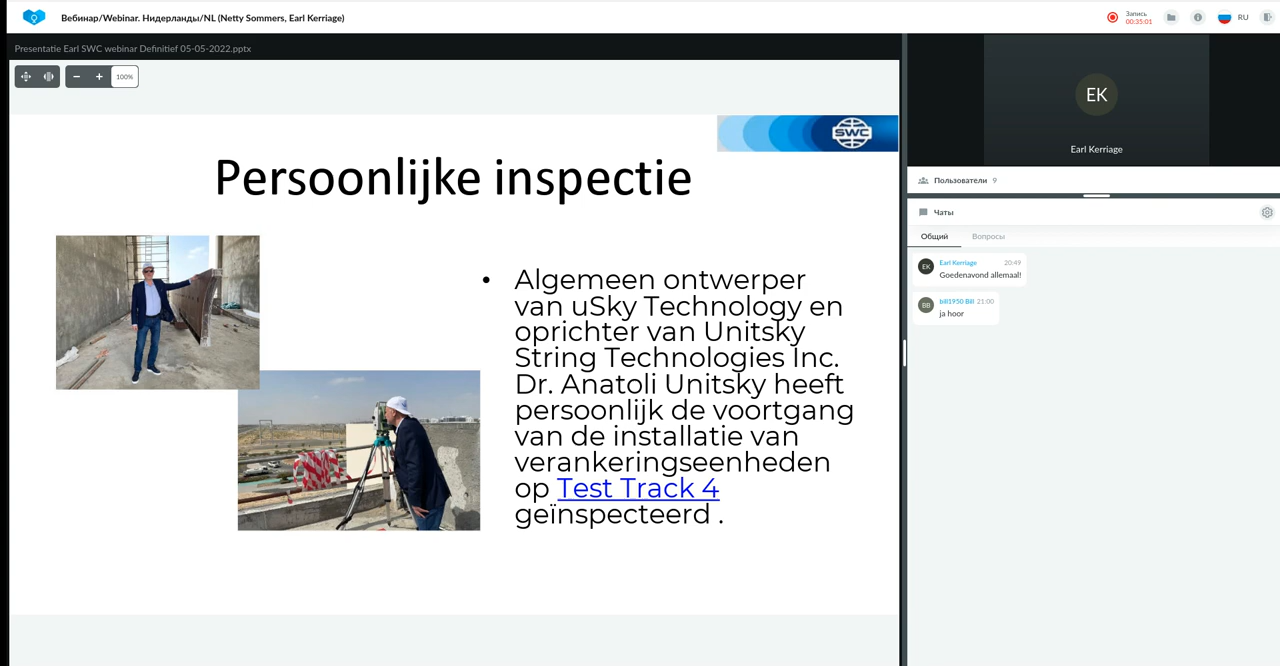 Вебинар/Webinar. Нидерланды/NL (Netty Sommers, Earl Kerriage)
Запись
00:35:01
RU
Presentatie Earl SWC webinar Definitief 05-05-2022.pptx
100%
SWC
Persoonlijke inspectie
• Algemeen ontwerper
van uSky Technology en
oprichter van Unitsky
String Technologies Inc.
Dr. Anatoli Unitsky heeft
persoonlijk de voortgang
van de installatie van
verankeringseenheden
op Test Track 4
geïnspecteerd .
EK
Earl Kerriage
Пользователи 9
Чаты
Общий Вопросы
EK
Earl Kerriage 20:49
Goedenavond allemaal!
BB
bill1950 Bill 21:00
ja hoor